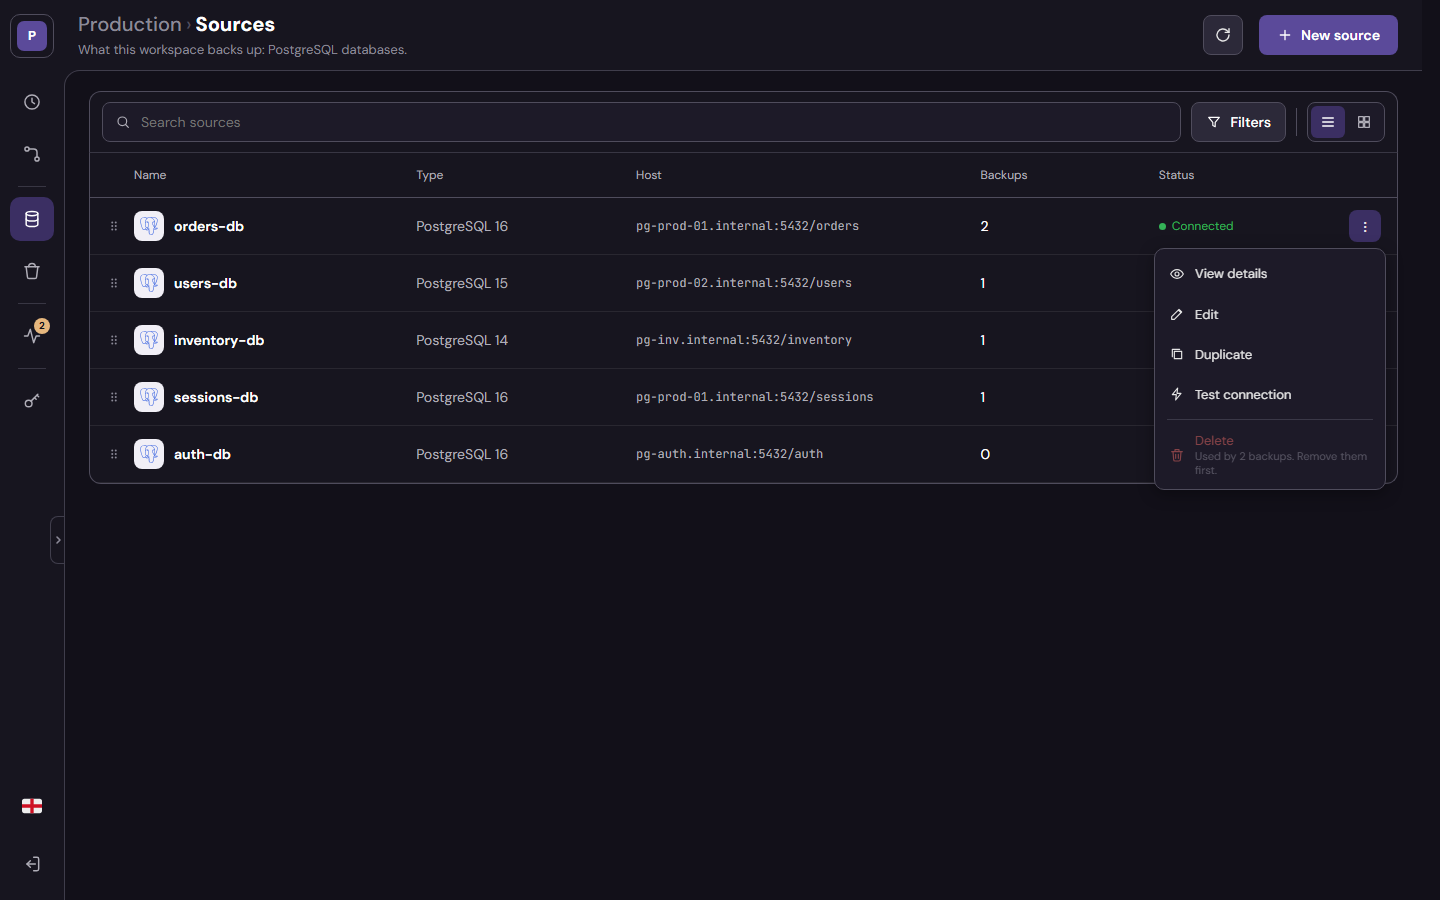 P
Production › Sources
What this workspace backs up: PostgreSQL databases.
New source
Search sources
Filters
Name Type Host Backups Status
orders-db PostgreSQL 16 pg-prod-01.internal:5432/orders 2 Connected
users-db PostgreSQL 15 pg-prod-02.internal:5432/users 1
inventory-db PostgreSQL 14 pg-inv.internal:5432/inventory 1
sessions-db PostgreSQL 16 pg-prod-01.internal:5432/sessions 1
auth-db PostgreSQL 16 pg-auth.internal:5432/auth 0
View details
Edit
Duplicate
Test connection
Delete
Used by 2 backups. Remove them
first.
2